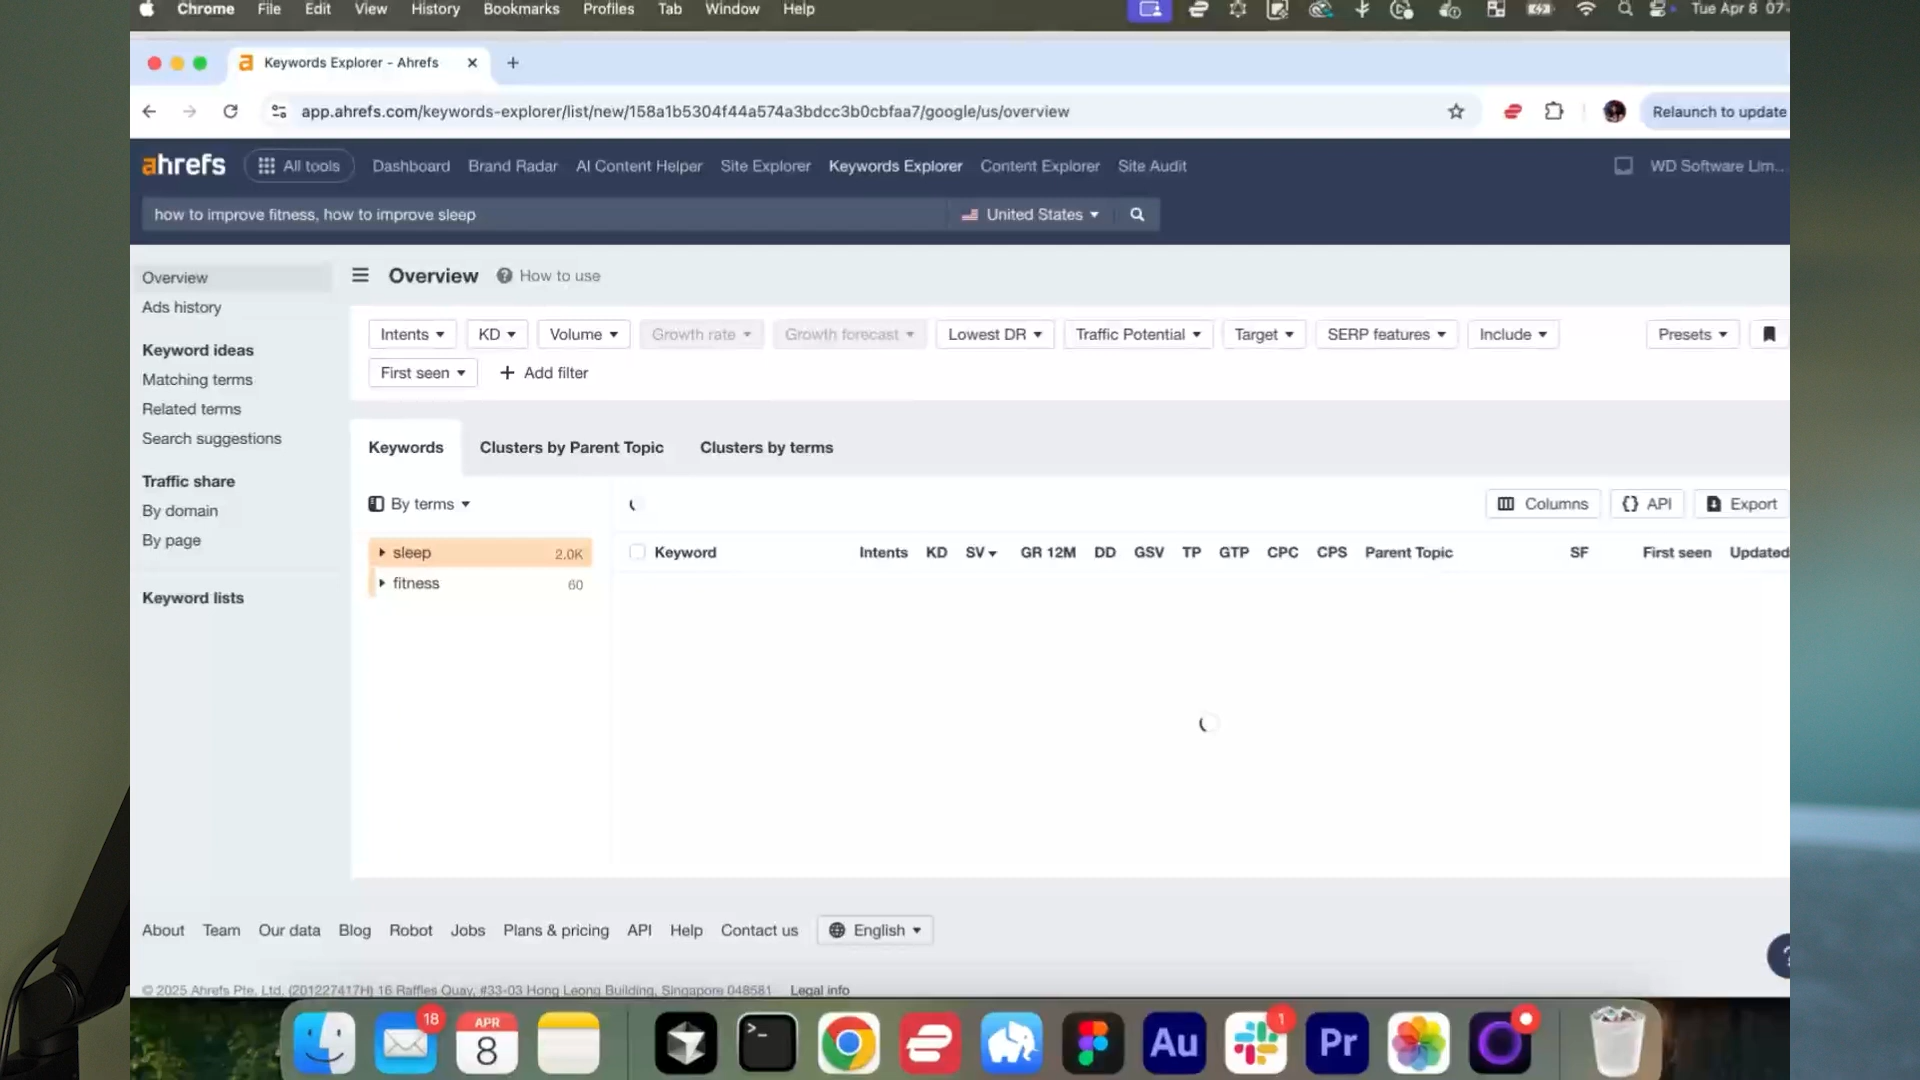 Chrome File Edit View History Bookmarks Profiles Tab Window Help Tue Apr 8 07
Keywords Explorer - Ahrefs
app.ahrefs.com/keywords-explorer/list/new/158a1b5304f44a574a3bdcc3b0cbfaa7/google/us/overview Relaunch to update
ahrefs All tools Dashboard Brand Radar AI Content Helper Site Explorer Keywords Explorer Content Explorer Site Audit WD Software Lim...
how to improve fitness, how to improve sleep United States
Overview
Ads history
Keyword ideas
Matching terms
Related terms
Search suggestions
Traffic share
By domain
By page
Keyword lists
Overview ? How to use
Intents KD Volume Growth rate Growth forecast Lowest DR Traffic Potential Target SERP features Include Presets
First seen + Add filter
Keywords Clusters by Parent Topic Clusters by terms
By terms Columns {} API Export
sleep 2.0K
fitness 60
Keyword Intents KD SV GR 12M DD GSV TP GTP CPC CPS Parent Topic SF First seen Updated
About Team Our data Blog Robot Jobs Plans & pricing API Help Contact us English
?
© 2025 Ahrefs Pte. Ltd. (201227417H) 16 Raffles Quay, #33-03 Hong Leong Building, Singapore 048581 Legal info
18
APR
8
>_
Au
1
Pr